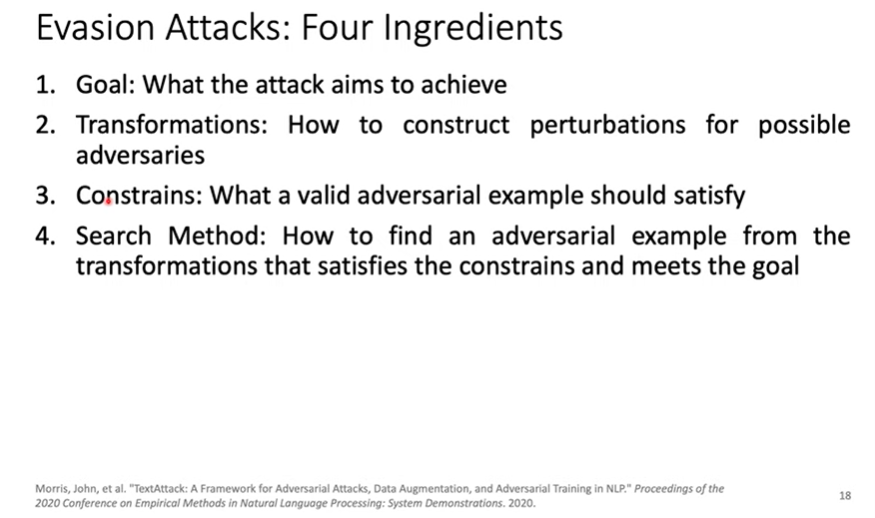 Evasion Attacks: Four Ingredients
1. Goal: What the attack aims to achieve
2. Transformations: How to construct perturbations for possible
adversaries
3. Constrains: What a valid adversarial example should satisfy
4. Search Method: How to find an adversarial example from the
transformations that satisfies the constrains and meets the goal
Morris, John, et al. "TextAttack: A Framework for Adversarial Attacks, Data Augmentation, and Adversarial Training in NLP." Proceedings of the
2020 Conference on Empirical Methods in Natural Language Processing: System Demonstrations. 2020.
18